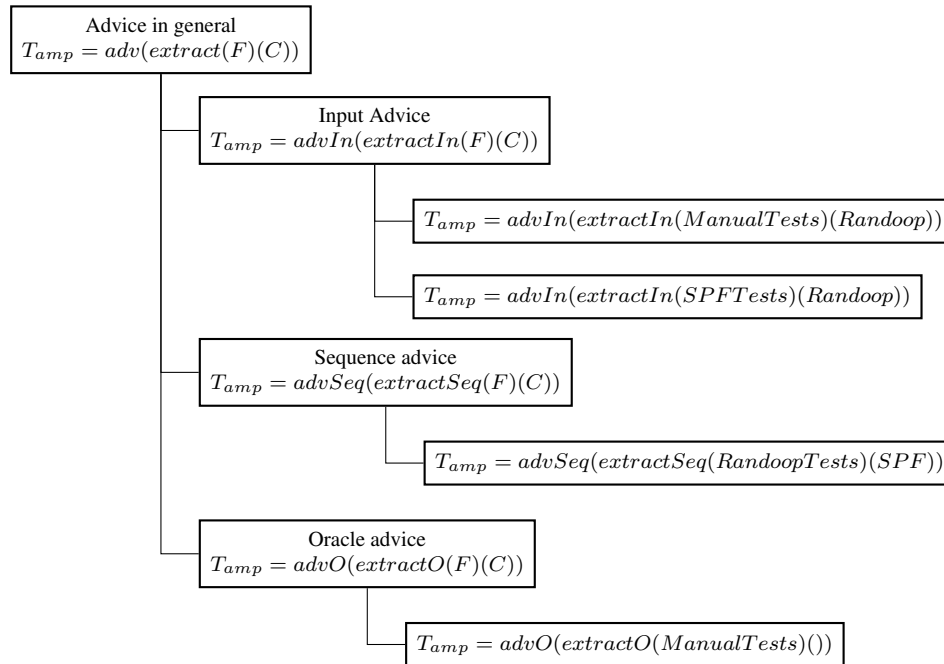 Advice in general
T_amp = adv(extract(F)(C))
Input Advice
T_amp = advIn(extractIn(F)(C))
T_amp = advIn(extractIn(ManualTests)(Randoop))
T_amp = advIn(extractIn(SPFTests)(Randoop))
Sequence advice
T_amp = advSeq(extractSeq(F)(C))
T_amp = advSeq(extractSeq(RandoopTests)(SPF))
Oracle advice
T_amp = advO(extractO(F)(C))
T_amp = advO(extractO(ManualTests)())